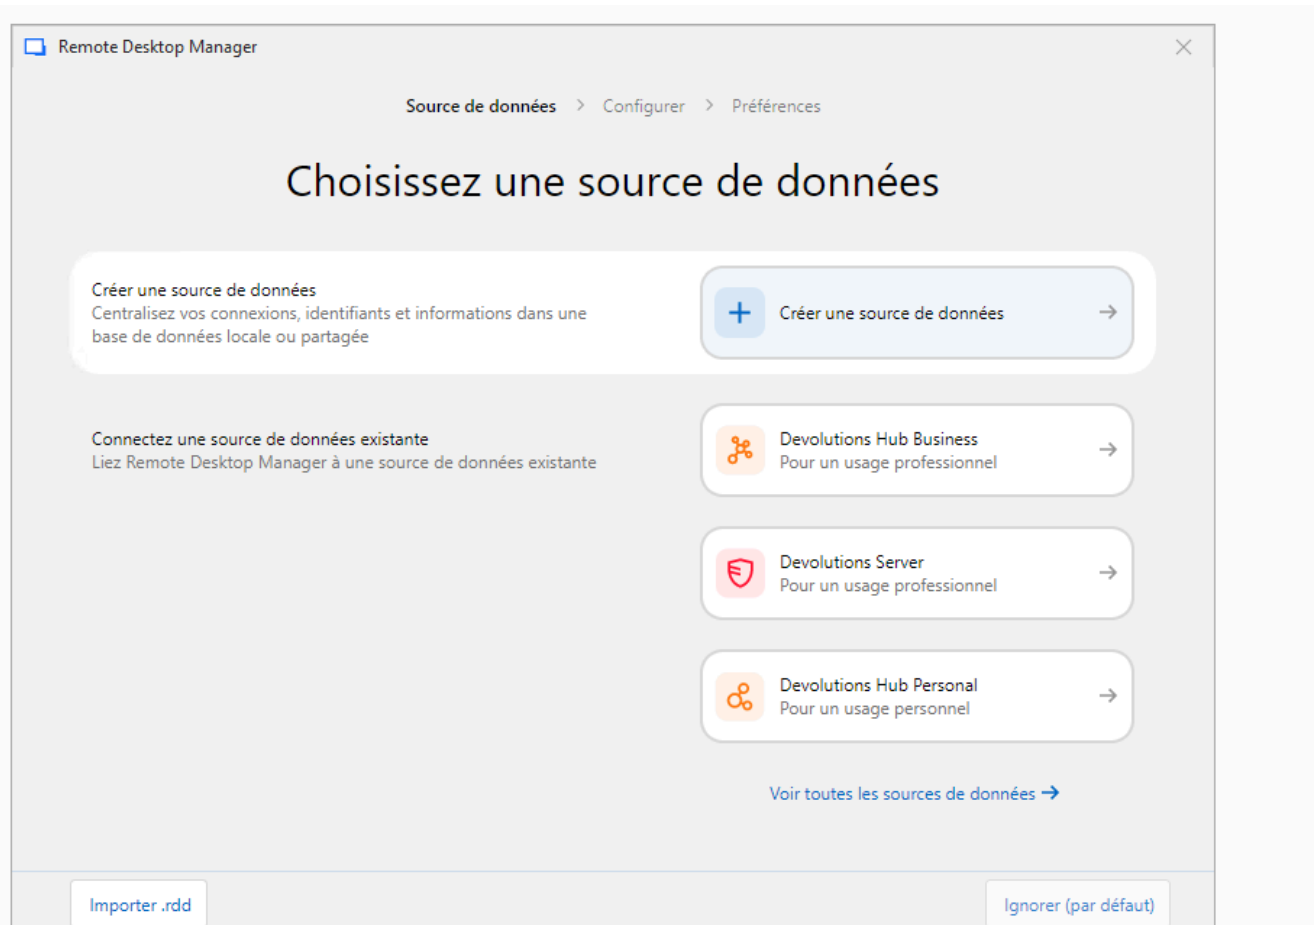 Remote Desktop Manager
Source de données > Configurer > Préférences
Choisissez une source de données
Créer une source de données
Centralisez vos connexions, identifiants et informations dans une
base de données locale ou partagée
Créer une source de données
Connectez une source de données existante
Liez Remote Desktop Manager à une source de données existante
Devolutions Hub Business
Pour un usage professionnel
Devolutions Server
Pour un usage professionnel
Devolutions Hub Personal
Pour un usage personnel
Voir toutes les sources de données
Importer .rdd
Ignorer (par défaut)